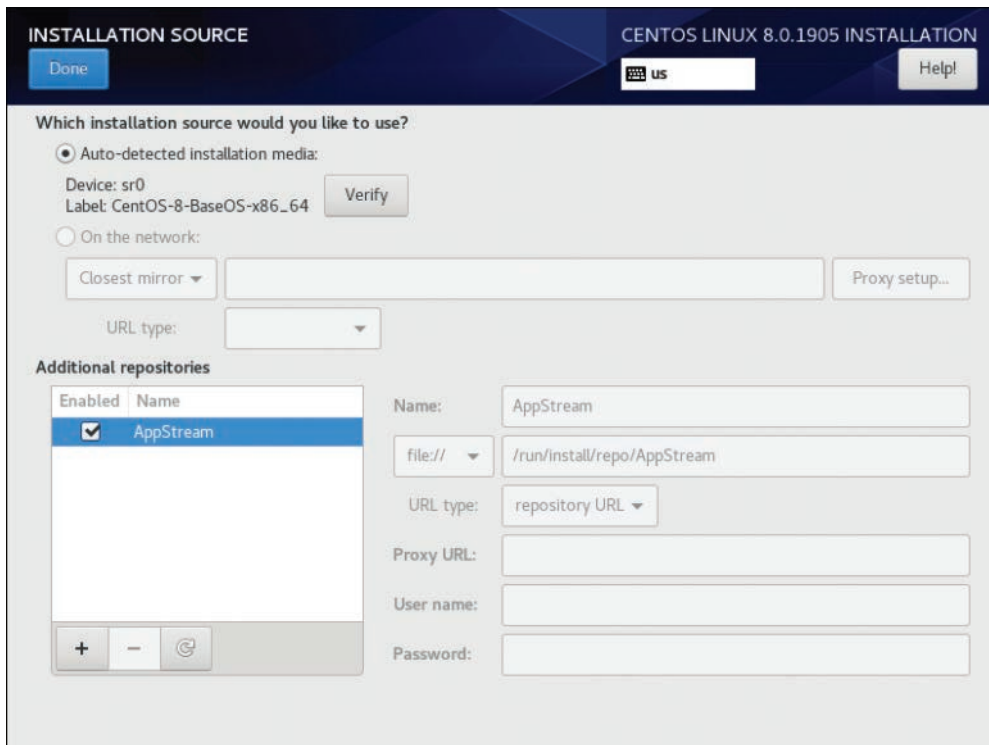 INSTALLATION SOURCE
CENTOS LINUX 8.0.1905 INSTALLATION
Done
us
Help!
Which installation source would you like to use?
Auto-detected installation media:
Device: sr0
Label: CentOS-8-BaseOS-x86_64
Verify
On the network:
Closest mirror
Proxy setup...
URL type:
Additional repositories
Enabled Name
AppStream
Name: AppStream
file:// /run/install/repo/AppStream
URL type: repository URL
Proxy URL:
User name:
Password: